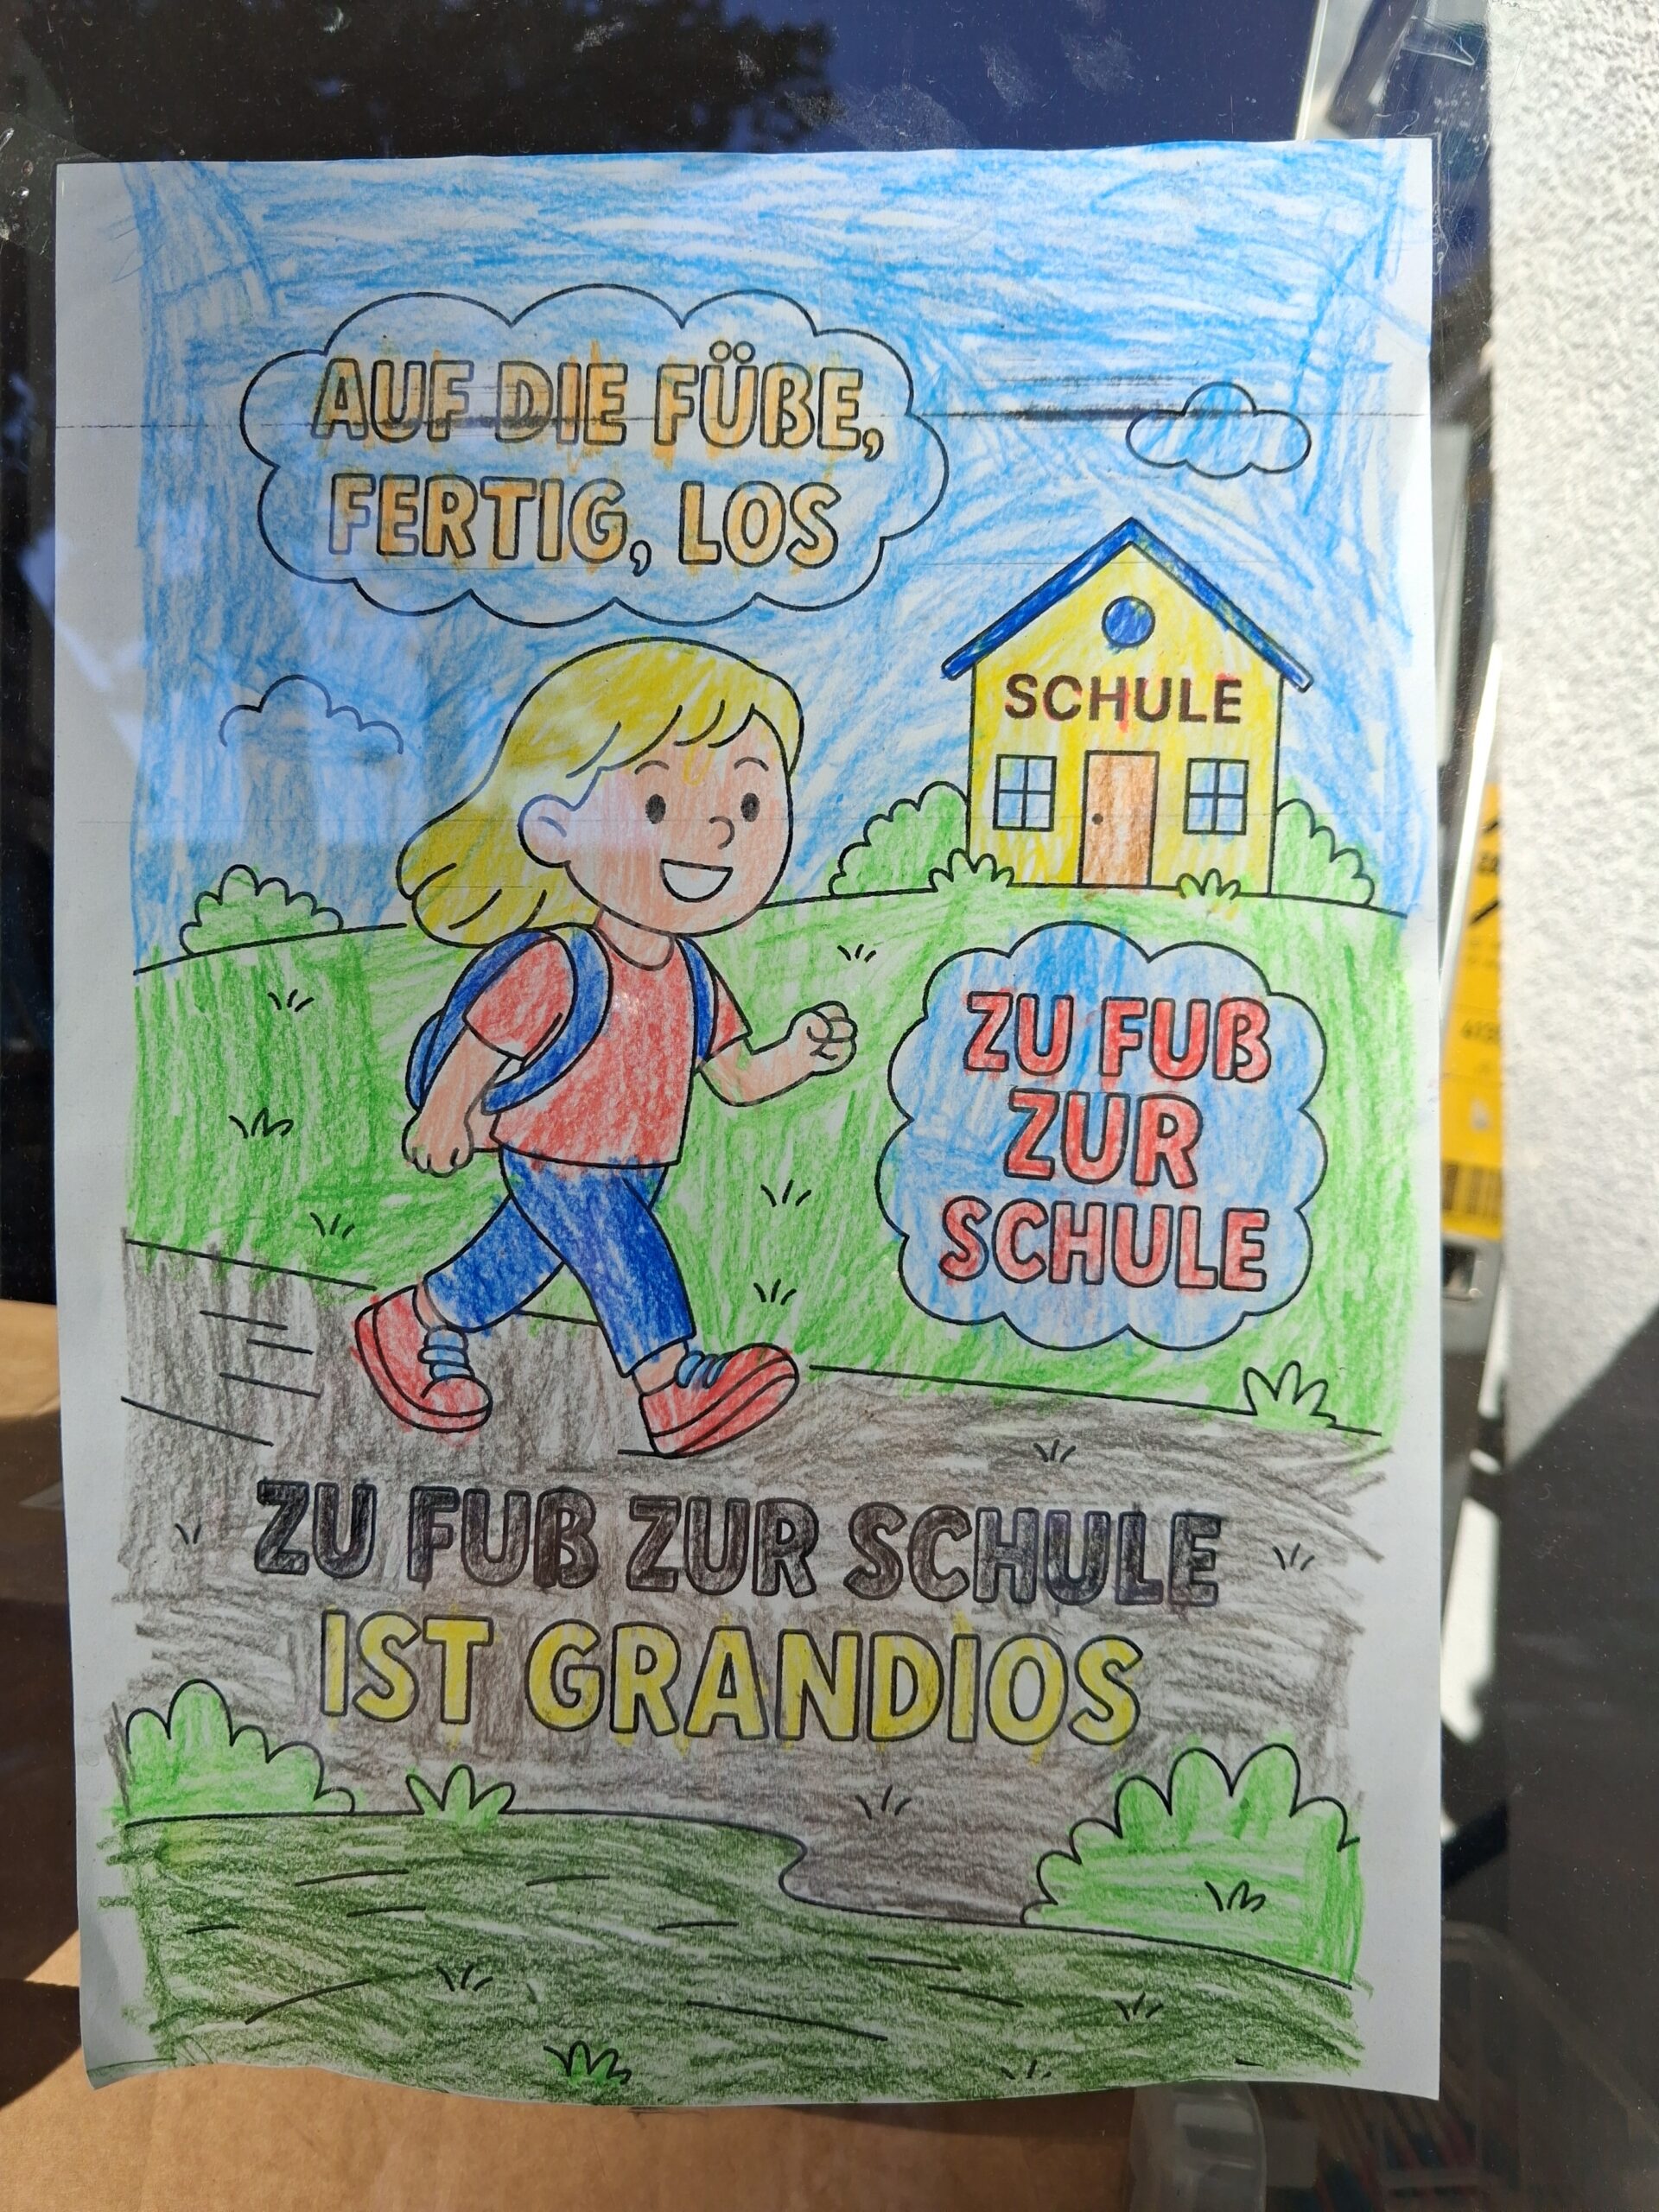 AUF DIE FÜßE,
FERTIG, LOS
SCHULE
ZU FUß
ZUR
SCHULE
ZU FUß ZUR SCHULE
IST GRANDIOS